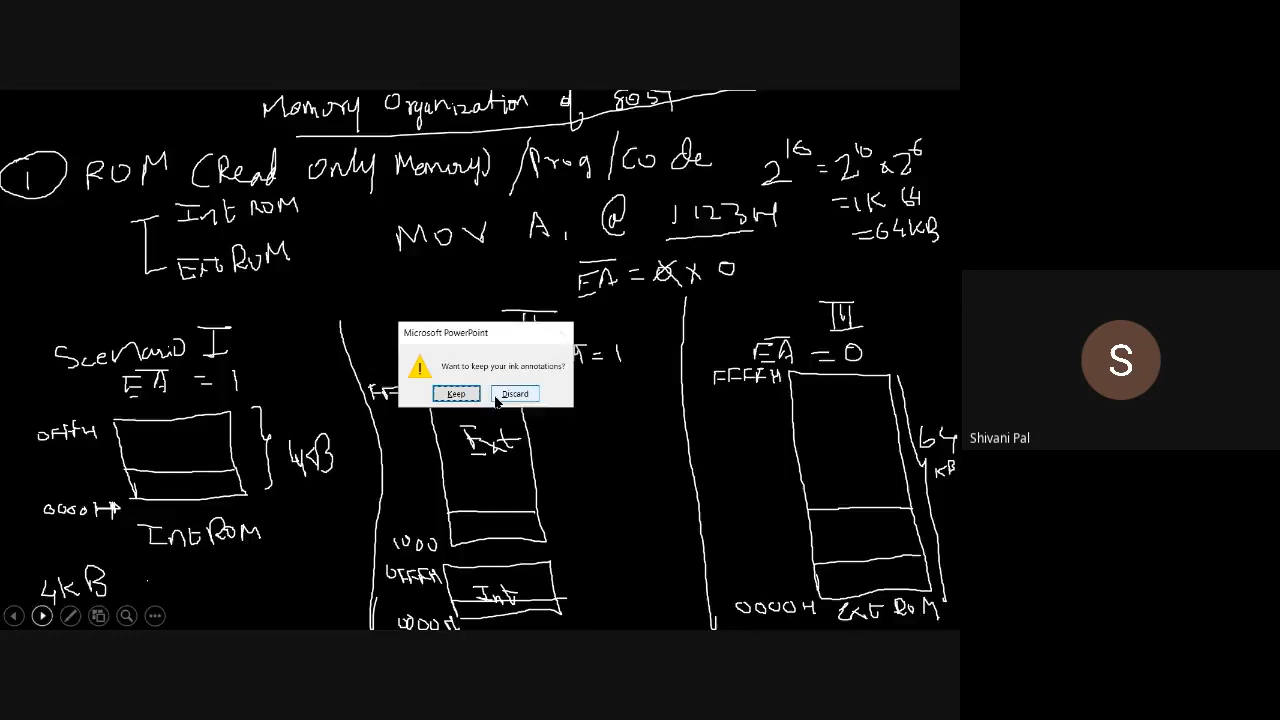 Memory Organization of 8051
1 ROM (Read Only Memory) / Prog / Code
Int ROM
Ext ROM
MOV A, @ 1123H
2^16 = 2^10 x 2^6
= 1K 64
= 64KB
EA = 0 x 0
Scenario I
EA = 1
0FFFH
4KB
0000H
Int ROM
4KB
II
= 1
Ext
1000
0FFFH
Int
0000H
III
EA = 0
FFFFH
64
KB
0000H Ext ROM
Microsoft PowerPoint
Want to keep your ink annotations?
Keep Discard
S
Shivani Pal